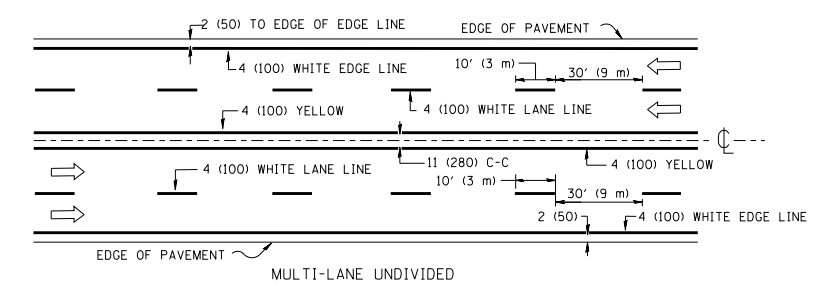 2 (50) TO EDGE OF EDGE LINE
EDGE OF PAVEMENT
4 (100) WHITE EDGE LINE
10' (3 m)
30' (9 m)
4 (100) YELLOW
4 (100) WHITE LANE LINE
℄
4 (100) WHITE LANE LINE
11 (280) C-C
4 (100) YELLOW
10' (3 m)
30' (9 m)
2 (50)
4 (100) WHITE EDGE LINE
EDGE OF PAVEMENT
MULTI-LANE UNDIVIDED